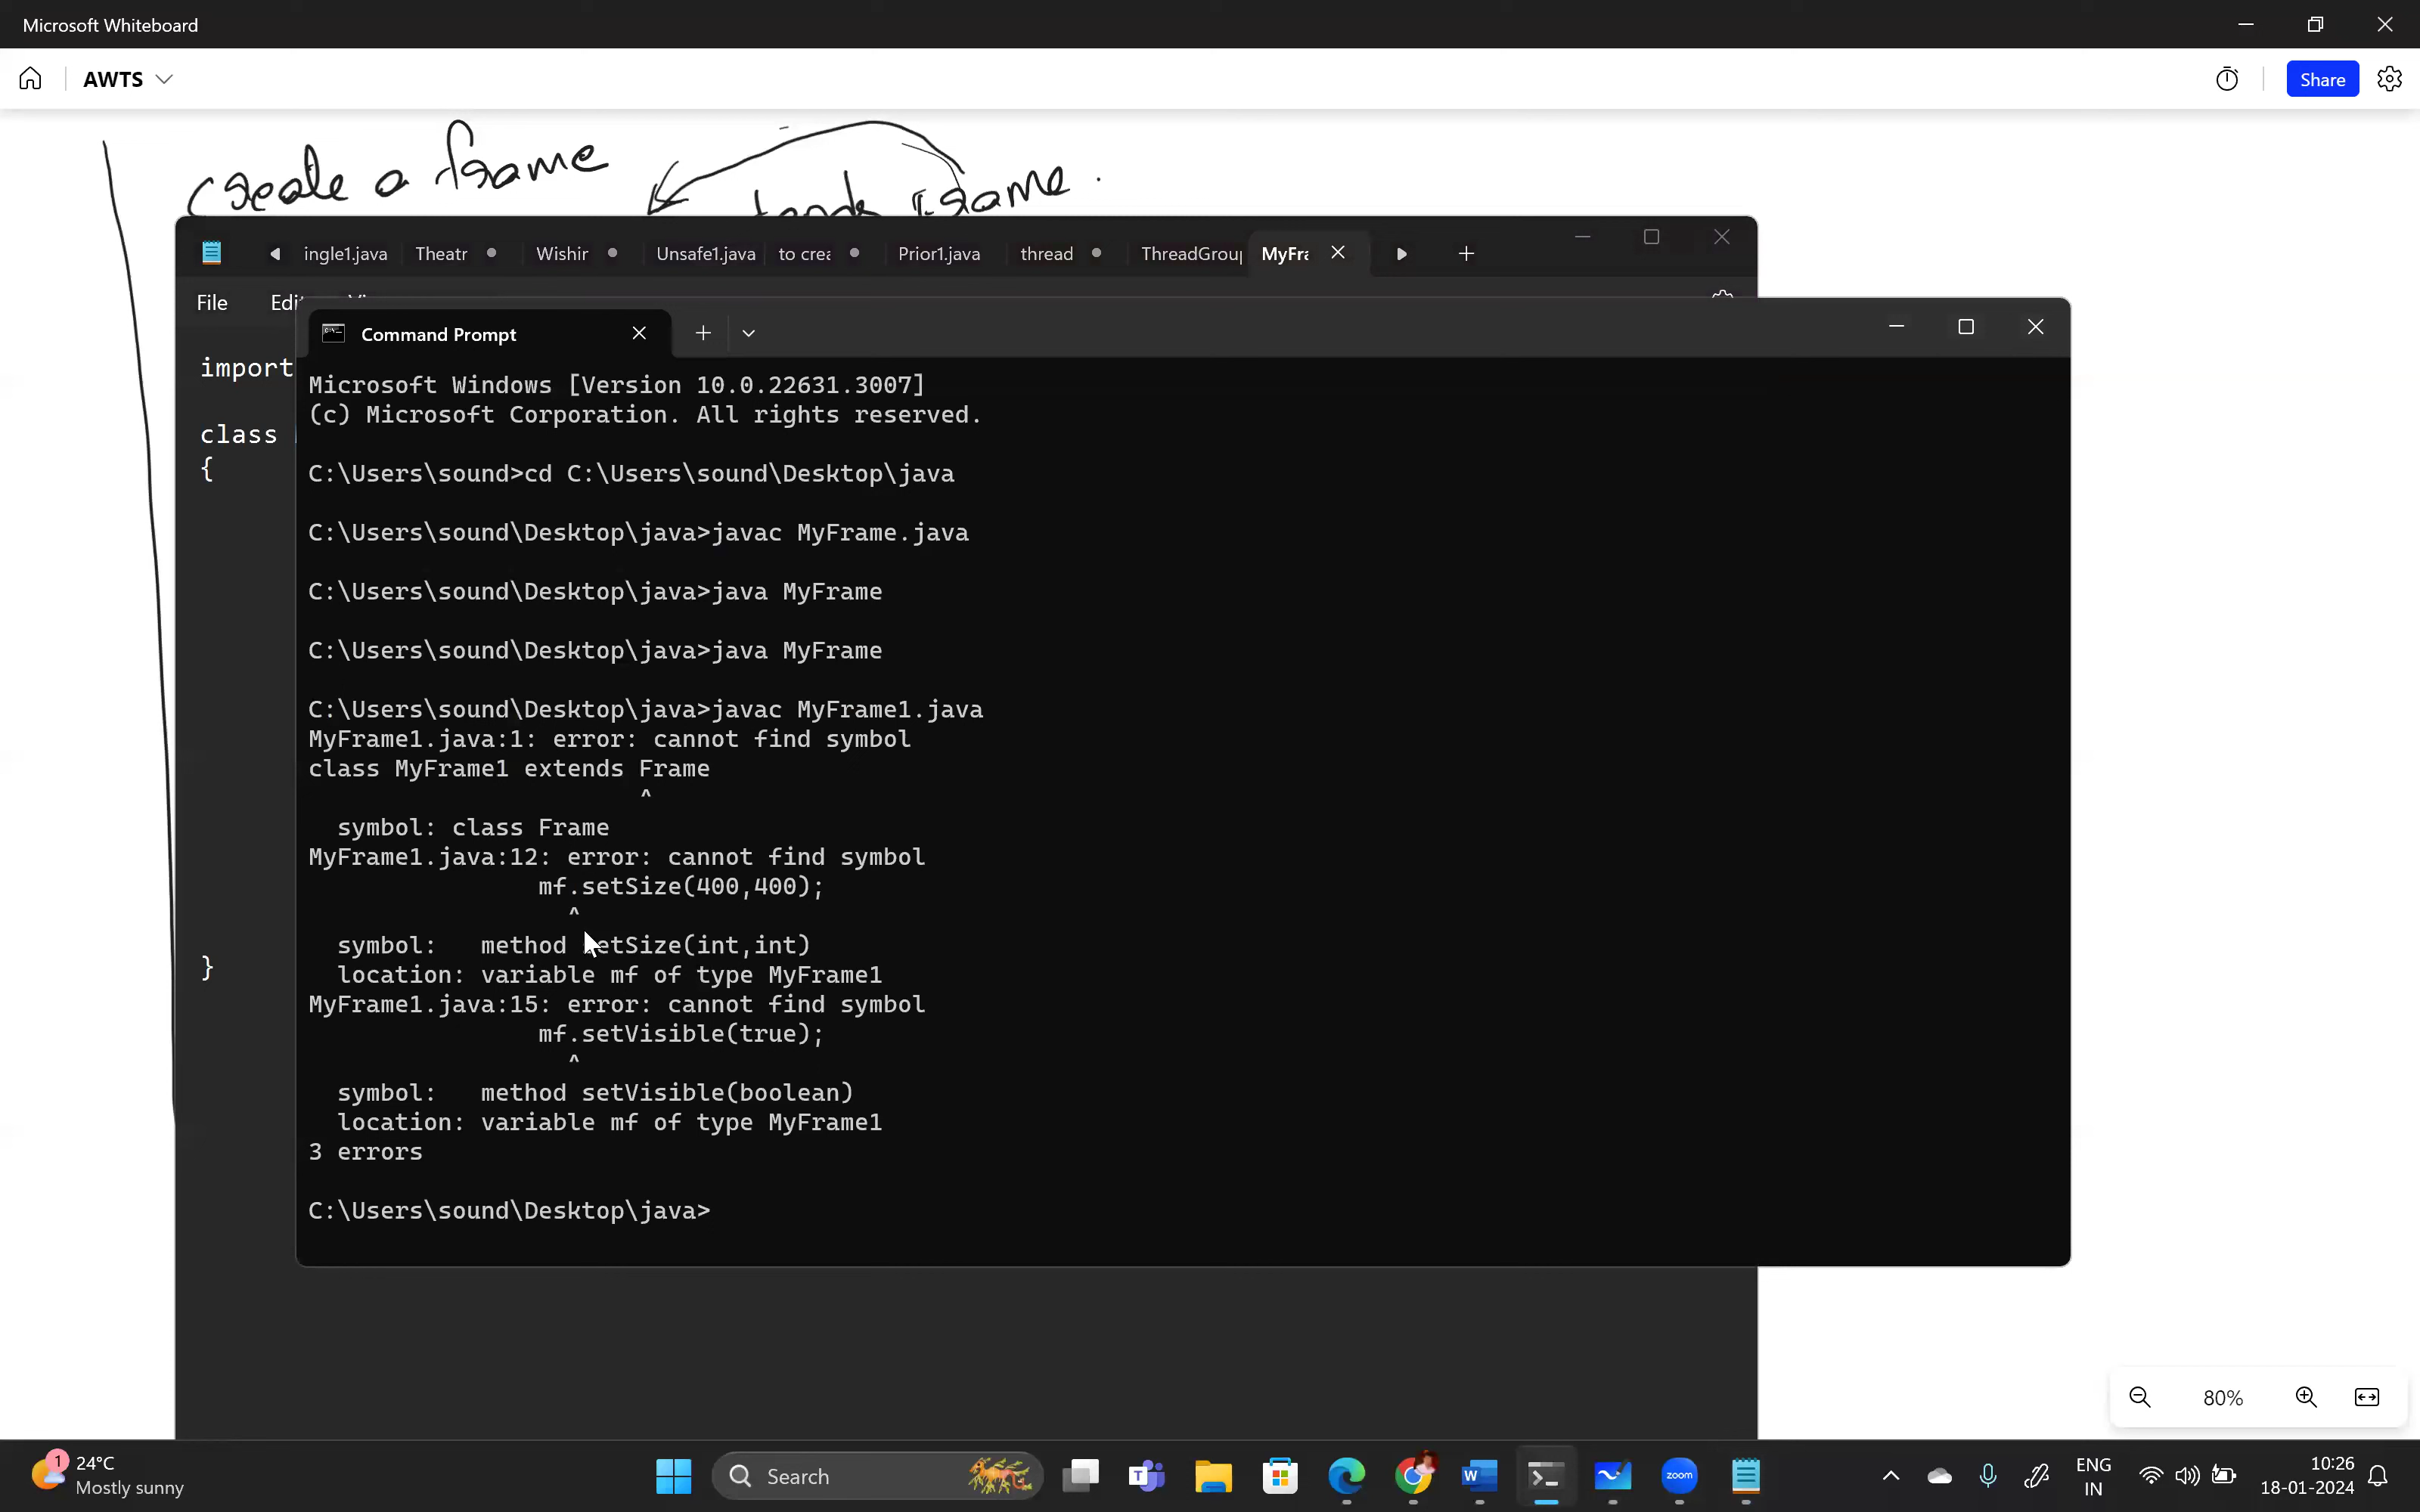 Microsoft Whiteboard
AWTS
Share
create a frame
Frame.
ingle1.java Theatr Wishir Unsafe1.java to crea Prior1.java thread ThreadGrou MyFra
File
import
class
{
}
Command Prompt
Microsoft Windows [Version 10.0.22631.3007]
(c) Microsoft Corporation. All rights reserved.
C:\Users\sound>cd C:\Users\sound\Desktop\java
C:\Users\sound\Desktop\java>javac MyFrame.java
C:\Users\sound\Desktop\java>java MyFrame
C:\Users\sound\Desktop\java>java MyFrame
C:\Users\sound\Desktop\java>javac MyFrame1.java
MyFrame1.java:1: error: cannot find symbol
class MyFrame1 extends Frame
^
symbol: class Frame
MyFrame1.java:12: error: cannot find symbol
mf.setSize(400,400);
^
symbol: method setSize(int,int)
location: variable mf of type MyFrame1
MyFrame1.java:15: error: cannot find symbol
mf.setVisible(true);
^
symbol: method setVisible(boolean)
location: variable mf of type MyFrame1
3 errors
C:\Users\sound\Desktop\java>
80%
1
24°C
Mostly sunny
Search
zoom
ENG
IN
10:26
18-01-2024